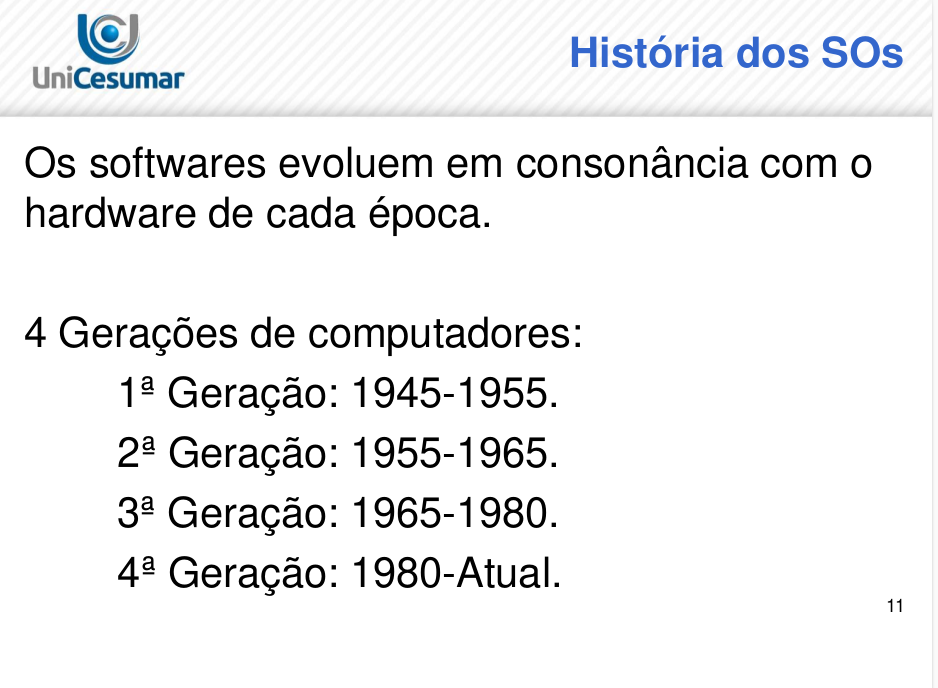 UniCesumar
História dos SOs
Os softwares evoluem em consonância com o
hardware de cada época.
4 Gerações de computadores:
1ª Geração: 1945-1955.
2ª Geração: 1955-1965.
3ª Geração: 1965-1980.
4ª Geração: 1980-Atual.
11